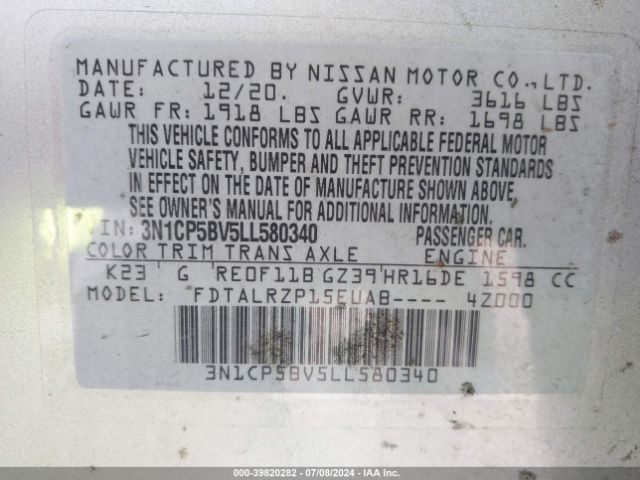 MANUFACTURED BY NISSAN MOTOR CO.,LTD.
DATE: 12/20. GVWR: 3616 LBS
GAWR FR: 1918 LBS GAWR RR: 1698 LBS
THIS VEHICLE CONFORMS TO ALL APPLICABLE FEDERAL MOTOR
VEHICLE SAFETY, BUMPER AND THEFT PREVENTION STANDARDS
IN EFFECT ON THE DATE OF MANUFACTURE SHOWN ABOVE,
SEE OWNER'S MANUAL FOR ADDITIONAL INFORMATION.
VIN: 3N1CP5BV5LL580340 PASSENGER CAR.
COLOR TRIM TRANS AXLE ENGINE
K23 G RE0F11B GZ39 HR16DE 1598 CC
MODEL: FDTALRZP15EUAB---- 4Z000
3N1CP5BV5LL580340
000-39820282 - 07/08/2024 - IAAI.COM